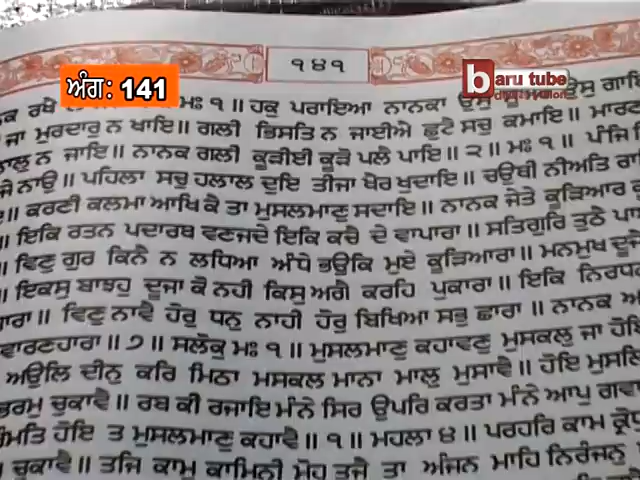 ੧੪੧
ਅੰਗ: 141
baru tube
ਰਖੈ ਮਃ ੧ ॥ ਹਕੁ ਪਰਾਇਆ ਨਾਨਕਾ ਉਸੁ ਉਸੁ ਗਾਇ
ਜਾ ਮੁਰਦਾਰੁ ਨ ਖਾਇ ॥ ਗਲੀ ਭਿਸਤਿ ਨ ਜਾਈਐ ਛੁਟੈ ਸਚੁ ਕਮਾਇ ॥ ਮਾਰਣ
ਲੁ ਨ ਜਾਇ ॥ ਨਾਨਕ ਗਲੀ ਕੂੜੀਈ ਕੂੜੋ ਪਲੈ ਪਾਇ ॥ ੨ ॥ ਮਃ ੧ ॥ ਪੰਜਿ
ਜੇ ਨਾਉ ॥ ਪਹਿਲਾ ਸਚੁ ਹਲਾਲ ਦੁਇ ਤੀਜਾ ਖੈਰ ਖੁਦਾਇ ॥ ਚਉਥੀ ਨੀਅਤਿ ਰਾ
॥ ਕਰਣੀ ਕਲਮਾ ਆਖਿ ਕੈ ਤਾ ਮੁਸਲਮਾਣੁ ਸਦਾਇ ॥ ਨਾਨਕ ਜੇਤੇ ਕੂੜਿਆਰ
॥ ਇਕਿ ਰਤਨ ਪਦਾਰਥ ਵਣਜਦੇ ਇਕਿ ਕਚੈ ਦੇ ਵਾਪਾਰਾ ॥ ਸਤਿਗੁਰਿ ਤੁਠੈ ਪਾ
॥ ਵਿਣੁ ਗੁਰ ਕਿਨੈ ਨ ਲਧਿਆ ਅੰਧੇ ਭਉਕਿ ਮੁਏ ਕੂੜਿਆਰਾ ॥ ਮਨਮੁਖ ਦੂਜੈ
॥ ਇਕਸੁ ਬਾਝਹੁ ਦੂਜਾ ਕੋ ਨਹੀ ਕਿਸੁ ਅਗੈ ਕਰਹਿ ਪੁਕਾਰਾ ॥ ਇਕਿ ਨਿਰਧਨ
ਹਾਰਾ ॥ ਵਿਣੁ ਨਾਵੈ ਹੋਰੁ ਧਨੁ ਨਾਹੀ ਹੋਰੁ ਬਿਖਿਆ ਸਭੁ ਛਾਰਾ ॥ ਨਾਨਕ ਆ
ਵਾਰਣਹਾਰਾ ॥ ੭ ॥ ਸਲੋਕੁ ਮਃ ੧ ॥ ਮੁਸਲਮਾਣੁ ਕਹਾਵਣੁ ਮੁਸਕਲੁ ਜਾ ਹੋਇ
ਅਉਲਿ ਦੀਨੁ ਕਰਿ ਮਿਠਾ ਮਸਕਲ ਮਾਨਾ ਮਾਲੁ ਮੁਸਾਵੈ ॥ ਹੋਇ ਮੁਸਲਿ
ਭਰਮੁ ਚੁਕਾਵੈ ॥ ਰਬ ਕੀ ਰਜਾਇ ਮੰਨੇ ਸਿਰ ਉਪਰਿ ਕਰਤਾ ਮੰਨੇ ਆਪੁ ਗਵਾ
ੰਮਤਿ ਹੋਇ ਤ ਮੁਸਲਮਾਣੁ ਕਹਾਵੈ ॥ ੧ ॥ ਮਹਲਾ ੪ ॥ ਪਰਹਰਿ ਕਾਮ ਕ੍ਰੋਧੁ
ਚੁਕਾਵੈ ॥ ਤਜਿ ਕਾਮੁ ਕਾਮਿਨੀ ਮੋਹੁ ਤਜੈ ਤਾ ਅੰਜਨ ਮਾਹਿ ਨਿਰੰਜਨੁ